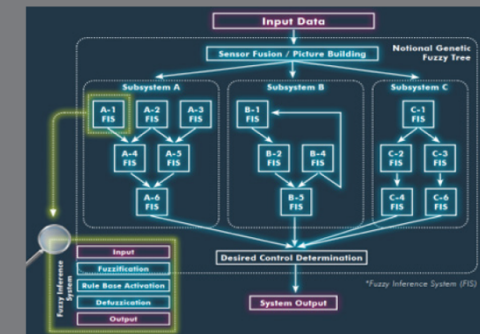 Input Data
Sensor Fusion / Picture Building
Notional Genetic
Fuzzy Tree
Subsystem A
Subsystem B
Subsystem C
A-1
FIS
A-2
FIS
A-3
FIS
A-4
FIS
A-5
FIS
A-6
FIS
B-1
FIS
B-2
FIS
B-4
FIS
B-5
FIS
C-1
FIS
C-2
FIS
C-3
FIS
C-4
FIS
C-6
FIS
Desired Control Determination
*Fuzzy Inference System (FIS)
System Output
Fuzzy Inference
System
Input
Fuzzification
Rule Base Activation
Defuzzication
Output